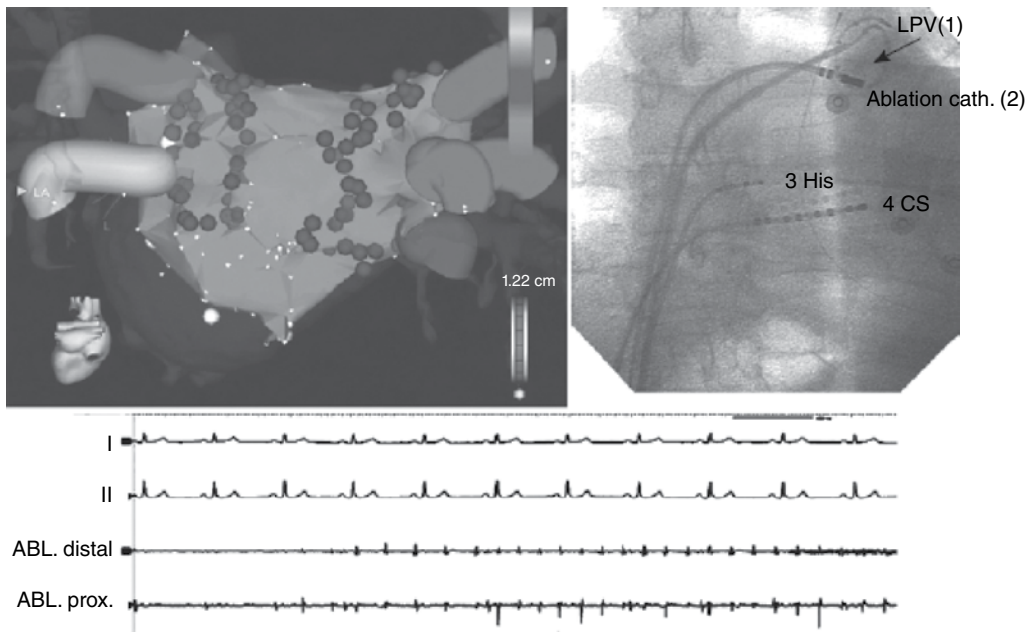 LPV(1)
Ablation cath. (2)
3 His
4 CS
LA
1.22 cm
I
II
ABL. distal
ABL. prox.